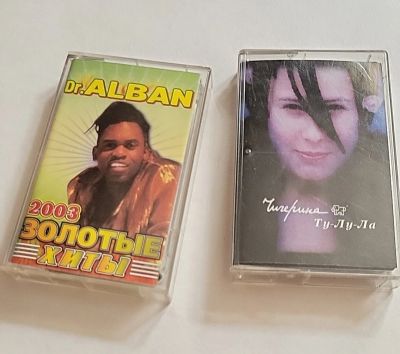 Dr. ALBAN
2003
ЗОЛОТЫЕ
ХИТЫ
Чичерина
Ту-Лу-Ла